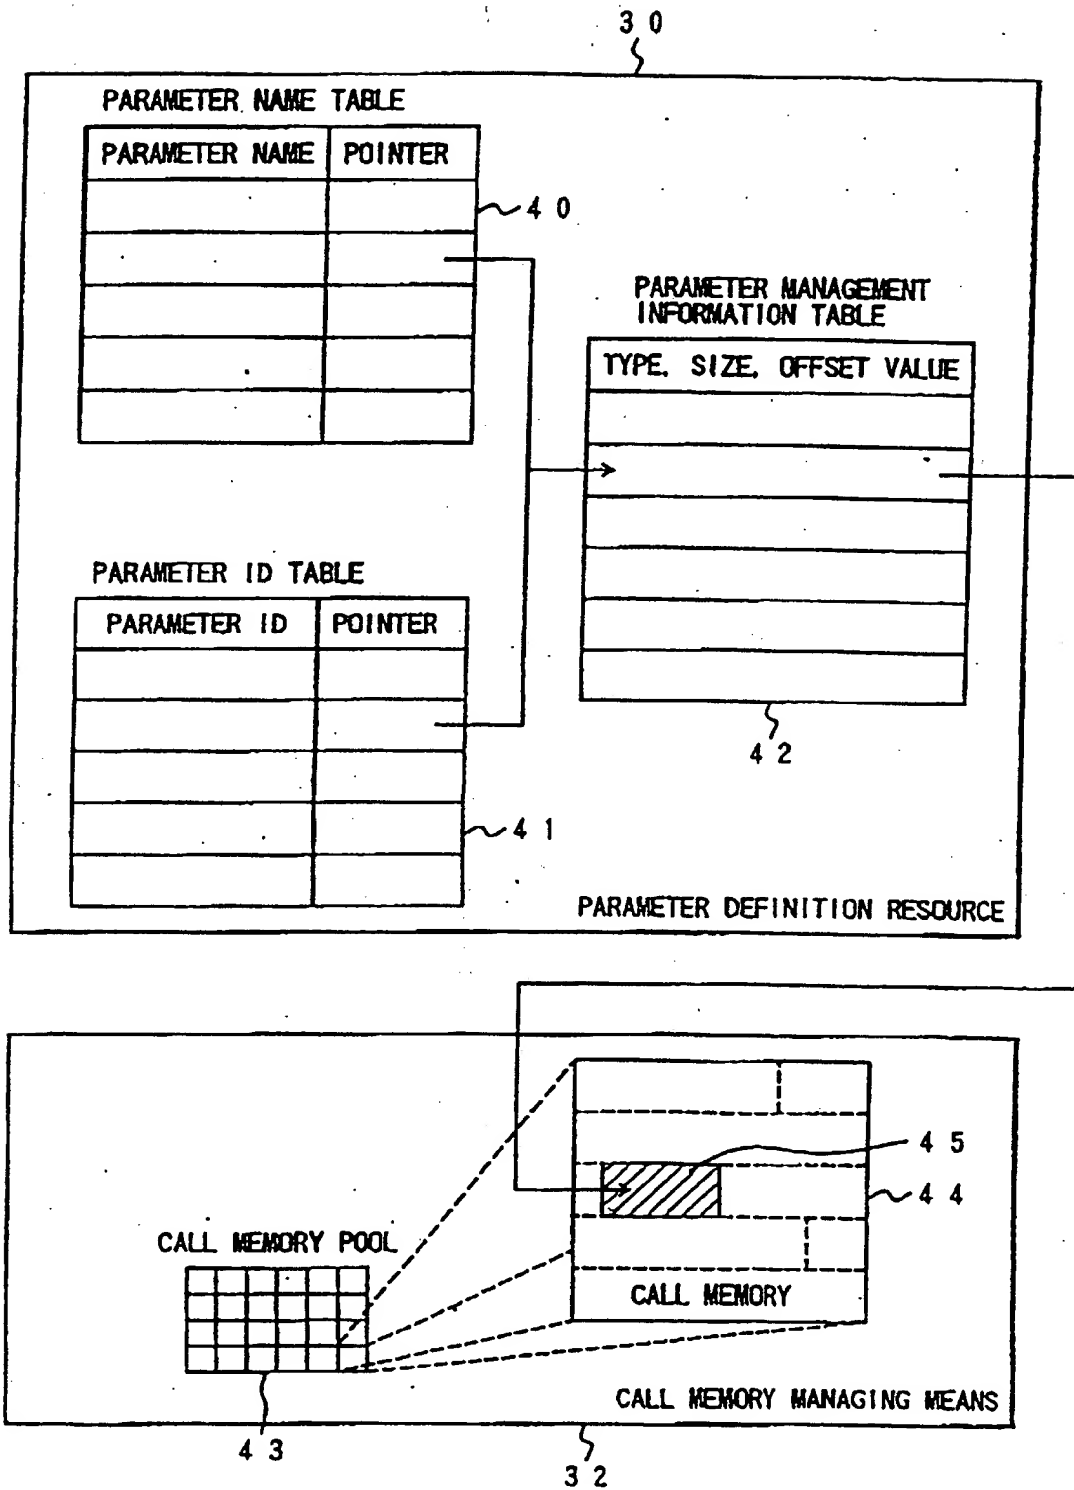 30
PARAMETER NAME TABLE
PARAMETER NAME POINTER
40
PARAMETER MANAGEMENT
INFORMATION TABLE
TYPE, SIZE, OFFSET VALUE
PARAMETER ID TABLE
PARAMETER ID POINTER
42
41
PARAMETER DEFINITION RESOURCE
45
44
CALL MEMORY POOL
CALL MEMORY
CALL MEMORY MANAGING MEANS
43
32